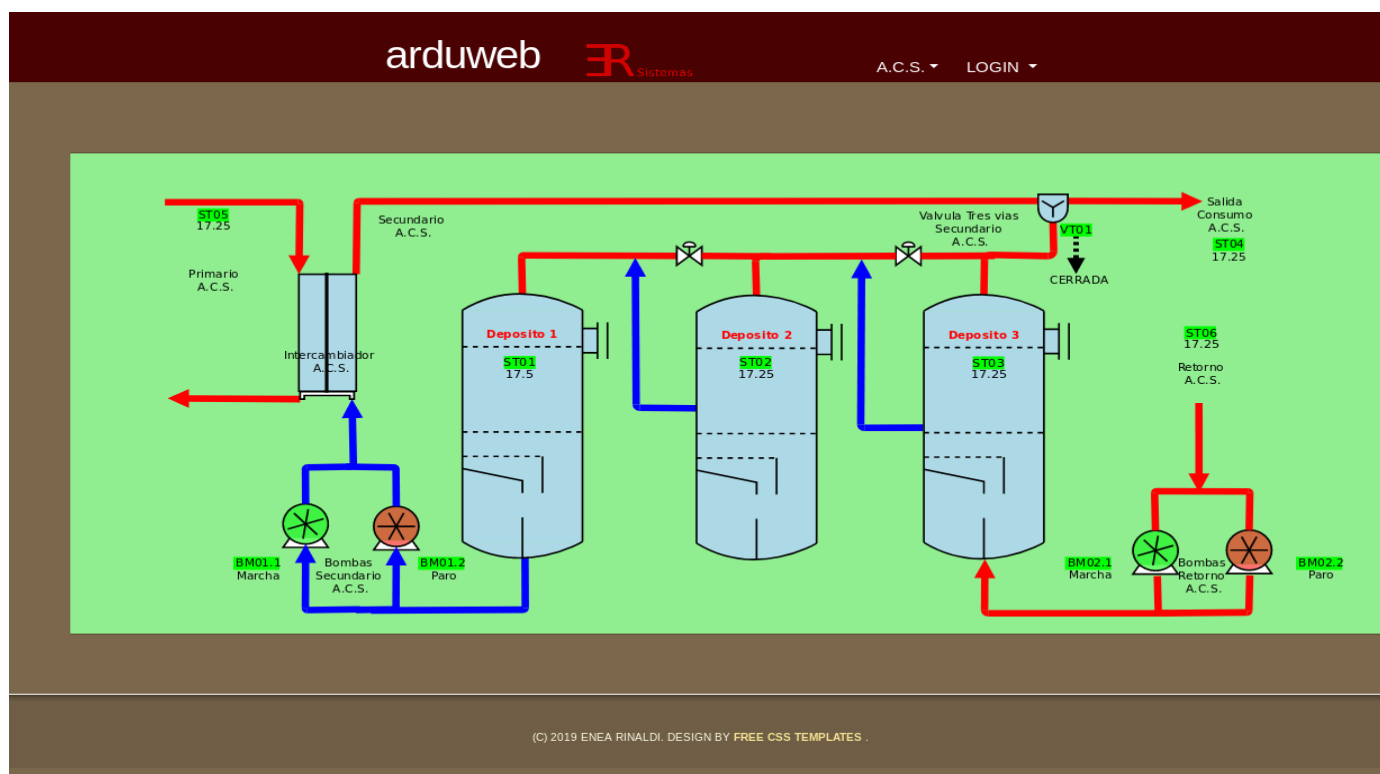 arduweb
ER Sistemas
A.C.S.
LOGIN
ST05
17.25
Secundario
A.C.S.
Valvula Tres vias
Secundario
A.C.S.
VT01
CERRADA
Salida
Consumo
A.C.S.
ST04
17.25
Primario
A.C.S.
Intercambiador
A.C.S.
Deposito 1
ST01
17.5
Deposito 2
ST02
17.25
Deposito 3
ST03
17.25
ST06
17.25
Retorno
A.C.S.
BM01.1
Marcha
Bombas
Secundario
A.C.S.
BM01.2
Paro
BM02.1
Marcha
Bombas
Retorno
A.C.S.
BM02.2
Paro
(C) 2019 ENEA RINALDI. DESIGN BY FREE CSS TEMPLATES .